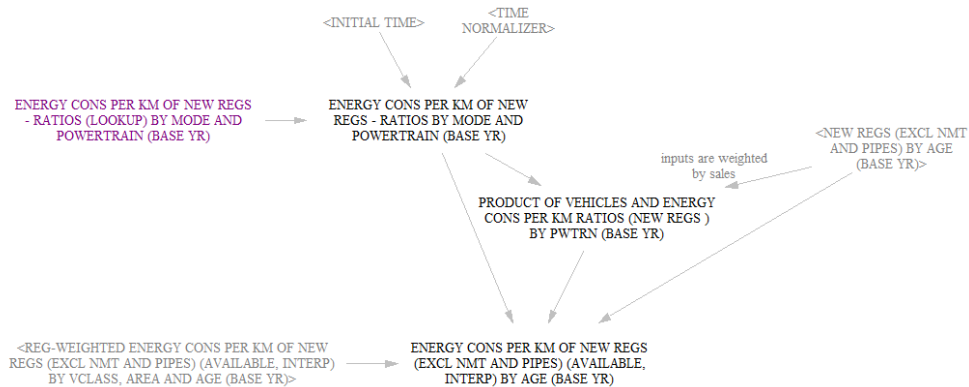 <INITIAL TIME>
<TIME
NORMALIZER>
ENERGY CONS PER KM OF NEW REGS
- RATIOS (LOOKUP) BY MODE AND
POWERTRAIN (BASE YR)
ENERGY CONS PER KM OF NEW
REGS - RATIOS BY MODE AND
POWERTRAIN (BASE YR)
<NEW REGS (EXCL NMT
AND PIPES) BY AGE
(BASE YR)>
inputs are weighted
by sales
PRODUCT OF VEHICLES AND ENERGY
CONS PER KM RATIOS (NEW REGS )
BY PWTRN (BASE YR)
<REG-WEIGHTED ENERGY CONS PER KM OF NEW
REGS (EXCL NMT AND PIPES) (AVAILABLE, INTERP)
BY VCLASS, AREA AND AGE (BASE YR)>
ENERGY CONS PER KM OF NEW REGS
(EXCL NMT AND PIPES) (AVAILABLE,
INTERP) BY AGE (BASE YR)